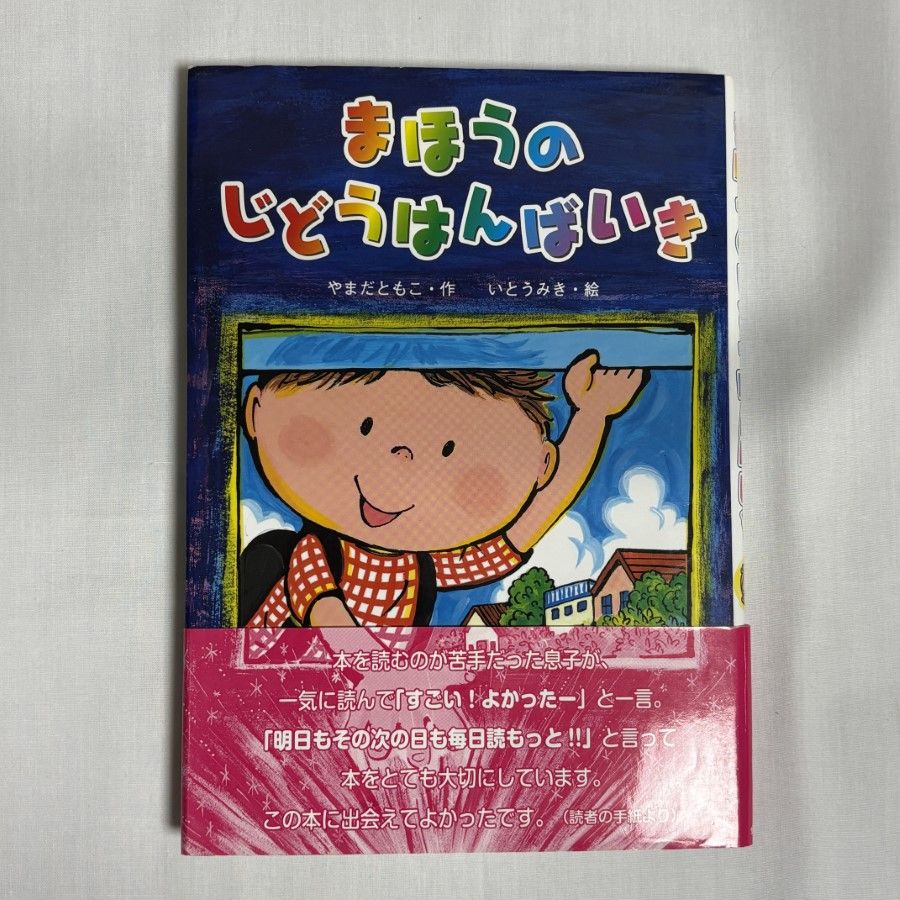 まほうの
じどうはんばいき
やまだともこ・作 いとうみき・絵
本を読むのが苦手だった息子が、
一気に読んで「すごい！よかったー」と一言。
「明日もその次の日も毎日読もっと!!」と言って
本をとても大切にしています。
この本に出会えてよかったです。（読者の手紙より）